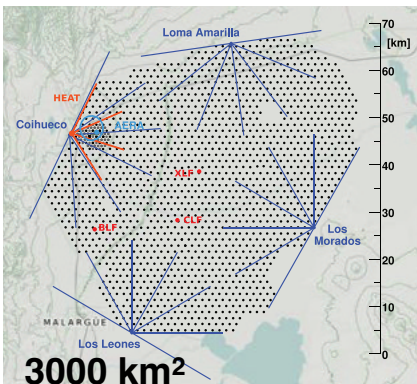 Loma Amarilla
70
[km]
60
HEAT
50
Coihueco
AERA
40
XLF
30
CLF
BLF
Los
Morados
20
10
MALARGÜE
Los Leones
0
3000 km²